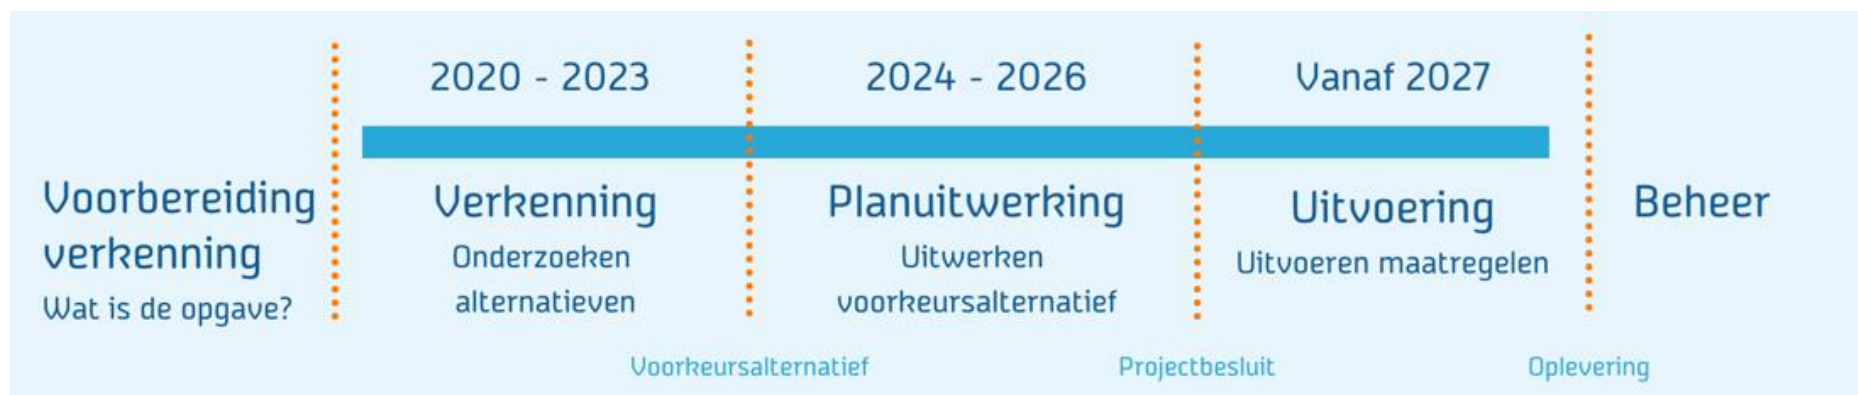 2020 - 2023
2024 - 2026
Vanaf 2027
Voorbereiding
verkenning
Wat is de opgave?
Verkenning
Onderzoeken
alternatieven
Planuitwerking
Uitwerken
voorkeursalternatief
Uitvoering
Uitvoeren maatregelen
Beheer
Voorkeursalternatief
Projectbesluit
Oplevering